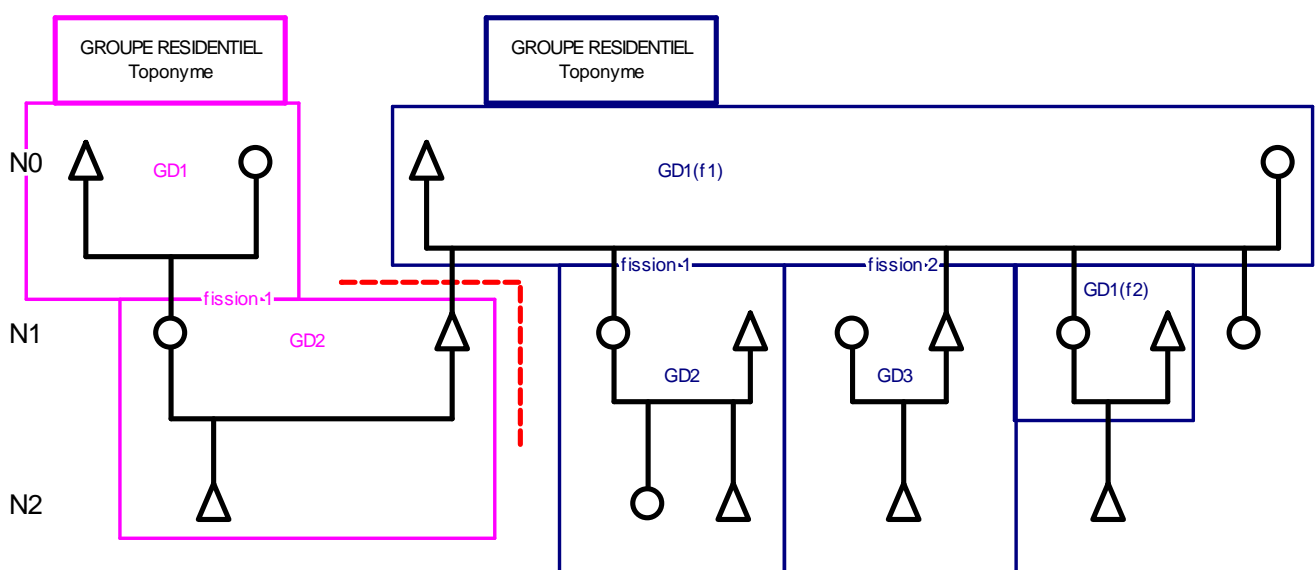 GROUPE RESIDENTIEL
Toponyme
GROUPE RESIDENTIEL
Toponyme
N0
GD1
GD1(f1)
fission 1
fission 2
GD1(f2)
fission 1
N1
GD2
GD2
GD3
N2